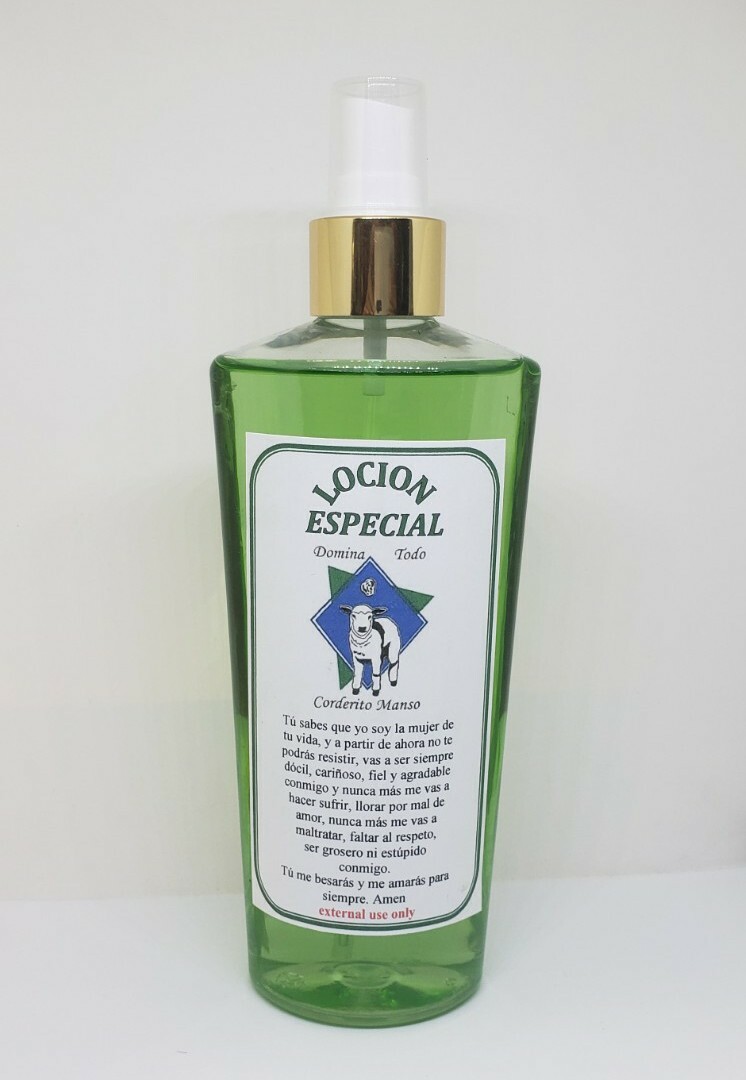 LOCION
ESPECIAL
Domina Todo
Corderito Manso
Tú sabes que yo soy la mujer de
tu vida, y a partir de ahora no te
podrás resistir, vas a ser siempre
dócil, cariñoso, fiel y agradable
conmigo y nunca más me vas a
hacer sufrir, llorar por mal de
amor, nunca más me vas a
maltratar, faltar al respeto,
ser grosero ni estúpido
conmigo.
Tú me besarás y me amarás para
siempre. Amen
external use only